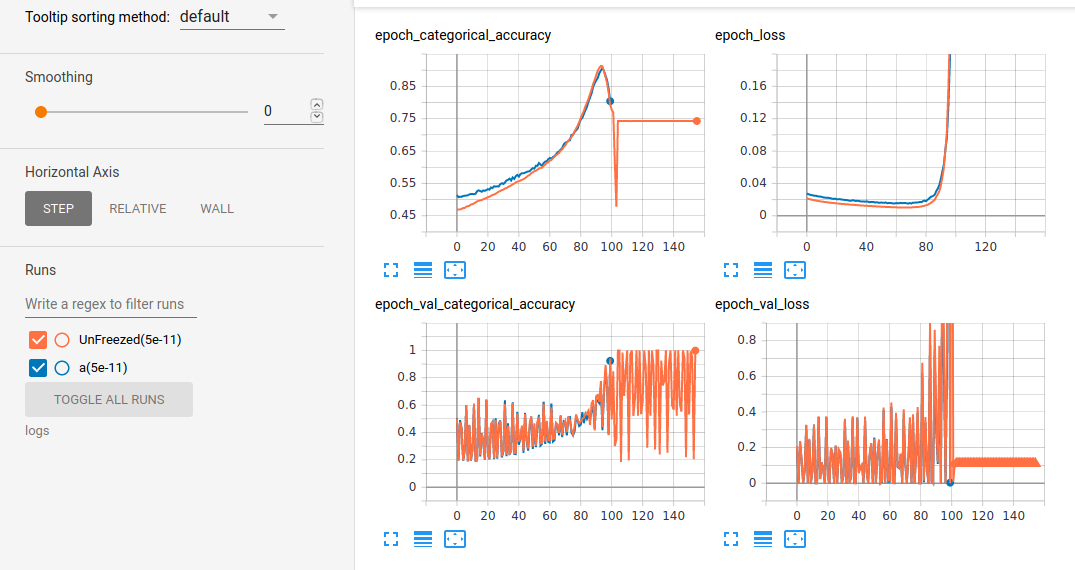 Tooltip sorting method: default
Smoothing
0
Horizontal Axis
STEP RELATIVE WALL
Runs
Write a regex to filter runs
UnFreezed(5e-11)
a(5e-11)
TOGGLE ALL RUNS
logs
epoch_categorical_accuracy
0.85
0.75
0.65
0.55
0.45
0 20 40 60 80 100 120 140
epoch_loss
0.16
0.12
0.08
0.04
0
0 40 80 120
epoch_val_categorical_accuracy
1
0.8
0.6
0.4
0.2
0
0 20 40 60 80 100 120 140
epoch_val_loss
0.8
0.6
0.4
0.2
0
0 20 40 60 80 100 120 140